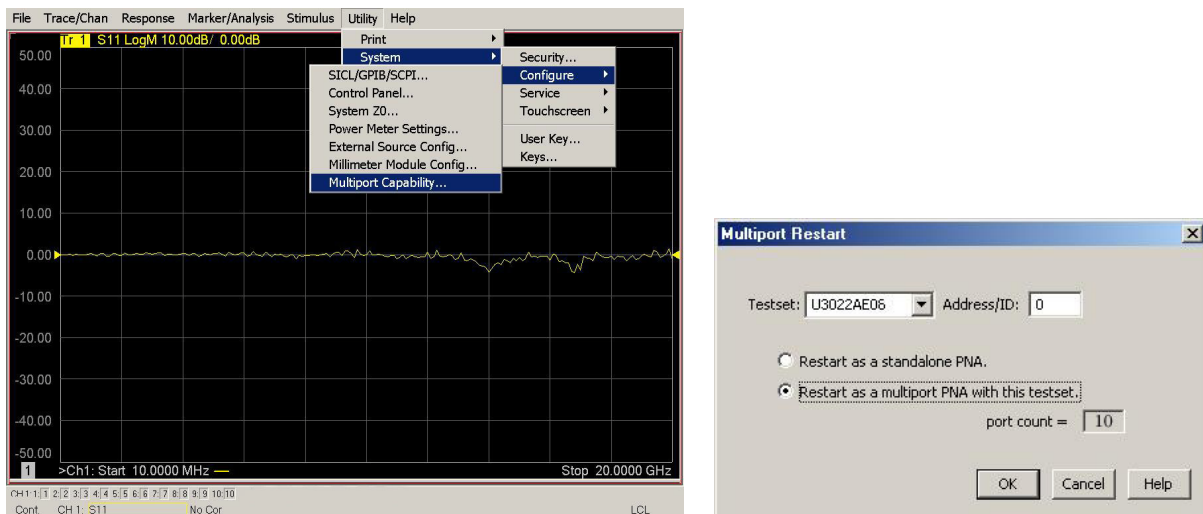 File Trace/Chan Response Marker/Analysis Stimulus Utility Help
Tr 1 S11 LogM 10.00dB/ 0.00dB
Print
System
Security...
Configure
Service
Touchscreen
User Key...
Keys...
SICL/GPIB/SCPI...
Control Panel...
System Z0...
Power Meter Settings...
External Source Config...
Millimeter Module Config...
Multiport Capability...
50.00
40.00
30.00
20.00
10.00
0.00
-10.00
-20.00
-30.00
-40.00
-50.00
1 >Ch1: Start 10.0000 MHz Stop 20.0000 GHz
CH 1 1: 1 2: 2 3: 3 4: 4 5: 5 6: 6 7: 7 8: 8 9: 9 10:10
Cont. CH 1: S11 No Cor LCL
Multiport Restart
Testset: U3022AE06 Address/ID: 0
Restart as a standalone PNA.
Restart as a multiport PNA with this testset.
port count = 10
OK Cancel Help